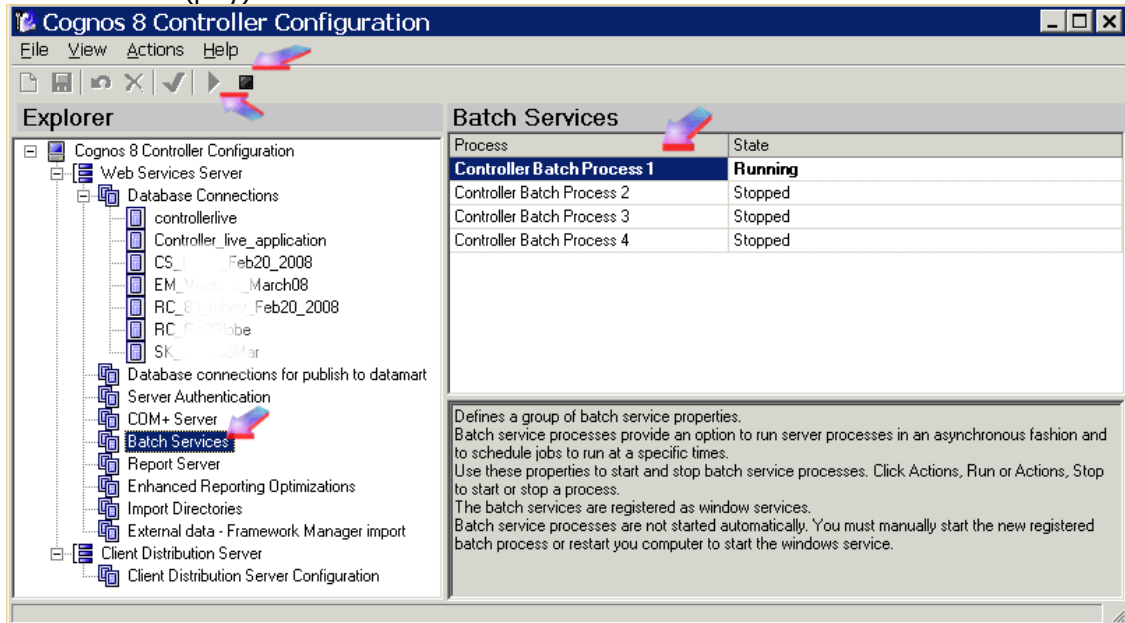 Cognos 8 Controller Configuration
File View Actions Help
Explorer
Cognos 8 Controller Configuration
Web Services Server
Database Connections
controllerlive
Controller_live_application
CS_ Feb20_2008
EM_ March08
RC_ Feb20_2008
RC_
SK_
Database connections for publish to datamart
Server Authentication
COM+ Server
Batch Services
Report Server
Enhanced Reporting Optimizations
Import Directories
External data - Framework Manager import
Client Distribution Server
Client Distribution Server Configuration
Batch Services
Process State
Controller Batch Process 1 Running
Controller Batch Process 2 Stopped
Controller Batch Process 3 Stopped
Controller Batch Process 4 Stopped
Defines a group of batch service properties.
Batch service processes provide an option to run server processes in an asynchronous fashion and
to schedule jobs to run at a specific times.
Use these properties to start and stop batch service processes. Click Actions, Run or Actions, Stop
to start or stop a process.
The batch services are registered as window services.
Batch service processes are not started automatically. You must manually start the new registered
batch process or restart you computer to start the windows service.